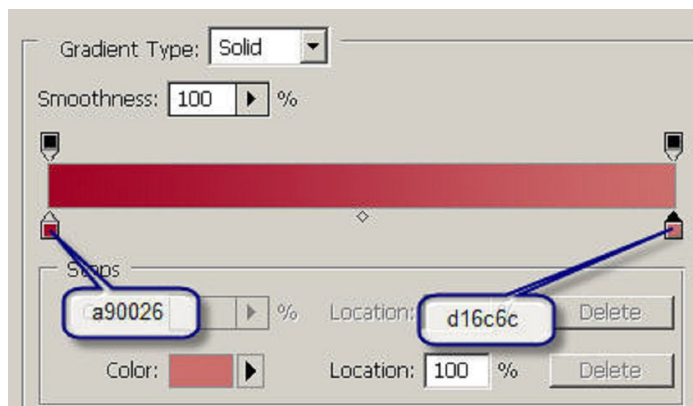 Gradient Type: Solid
Smoothness: 100 %
Stops
a90026 % Location: d16c6c Delete
Color: Location: 100 % Delete